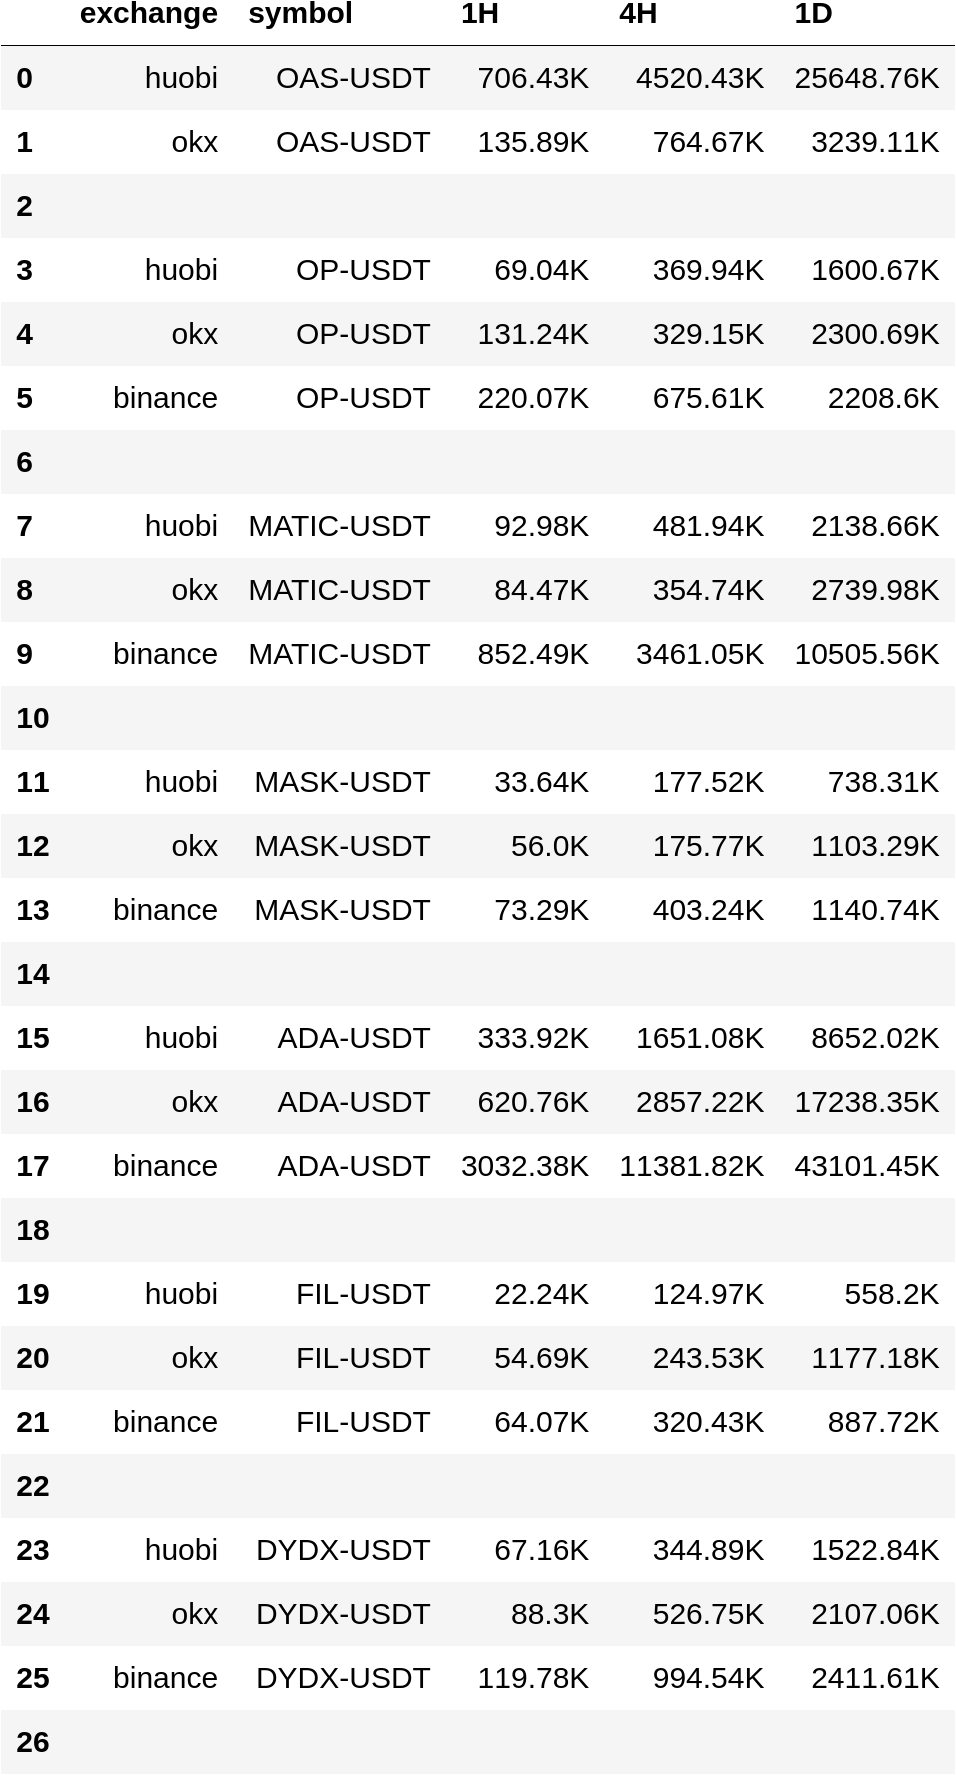 exchange symbol 1H 4H 1D
0 huobi OAS-USDT 706.43K 4520.43K 25648.76K
1 okx OAS-USDT 135.89K 764.67K 3239.11K
2
3 huobi OP-USDT 69.04K 369.94K 1600.67K
4 okx OP-USDT 131.24K 329.15K 2300.69K
5 binance OP-USDT 220.07K 675.61K 2208.6K
6
7 huobi MATIC-USDT 92.98K 481.94K 2138.66K
8 okx MATIC-USDT 84.47K 354.74K 2739.98K
9 binance MATIC-USDT 852.49K 3461.05K 10505.56K
10
11 huobi MASK-USDT 33.64K 177.52K 738.31K
12 okx MASK-USDT 56.0K 175.77K 1103.29K
13 binance MASK-USDT 73.29K 403.24K 1140.74K
14
15 huobi ADA-USDT 333.92K 1651.08K 8652.02K
16 okx ADA-USDT 620.76K 2857.22K 17238.35K
17 binance ADA-USDT 3032.38K 11381.82K 43101.45K
18
19 huobi FIL-USDT 22.24K 124.97K 558.2K
20 okx FIL-USDT 54.69K 243.53K 1177.18K
21 binance FIL-USDT 64.07K 320.43K 887.72K
22
23 huobi DYDX-USDT 67.16K 344.89K 1522.84K
24 okx DYDX-USDT 88.3K 526.75K 2107.06K
25 binance DYDX-USDT 119.78K 994.54K 2411.61K
26